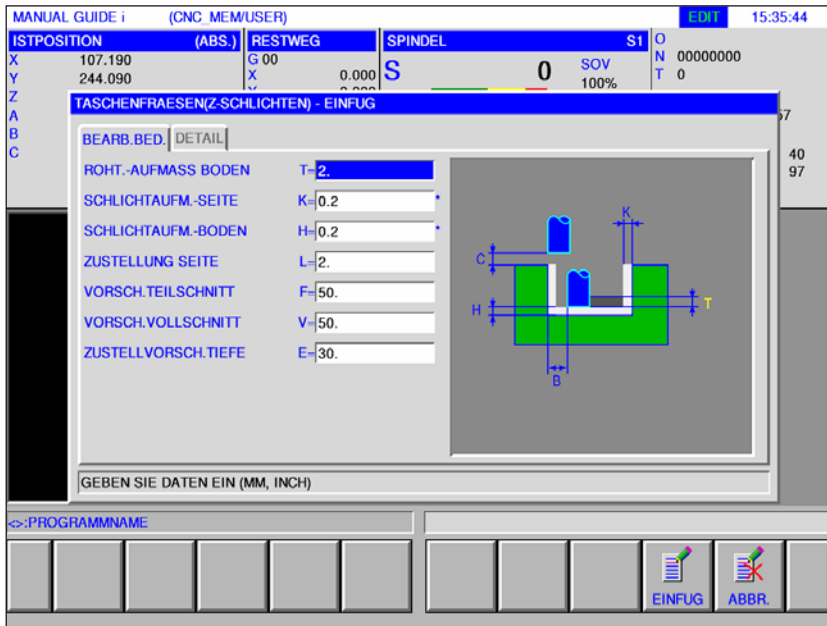 MANUAL GUIDE i (CNC_MEM/USER) EDIT 15:35:44
ISTPOSITION (ABS.) RESTWEG SPINDEL S1 O
X 107.190 G 00 N 00000000
Y 244.090 X 0.000 S 0 SOV 100% T 0
Z
A
B
C 40
97
TASCHENFRAESEN(Z-SCHLICHTEN) - EINFUG
BEARB.BED. DETAIL
ROHT.-AUFMASS BODEN T=2.
SCHLICHTAUFM.-SEITE K=0.2 *
SCHLICHTAUFM.-BODEN H=0.2 *
ZUSTELLUNG SEITE L=2.
VORSCH.TEILSCHNITT F=50.
VORSCH.VOLLSCHNITT V=50.
ZUSTELLVORSCH.TIEFE E=30.
K
C
H
T
B
GEBEN SIE DATEN EIN (MM, INCH)
<>:PROGRAMMNAME
EINFUG ABBR.